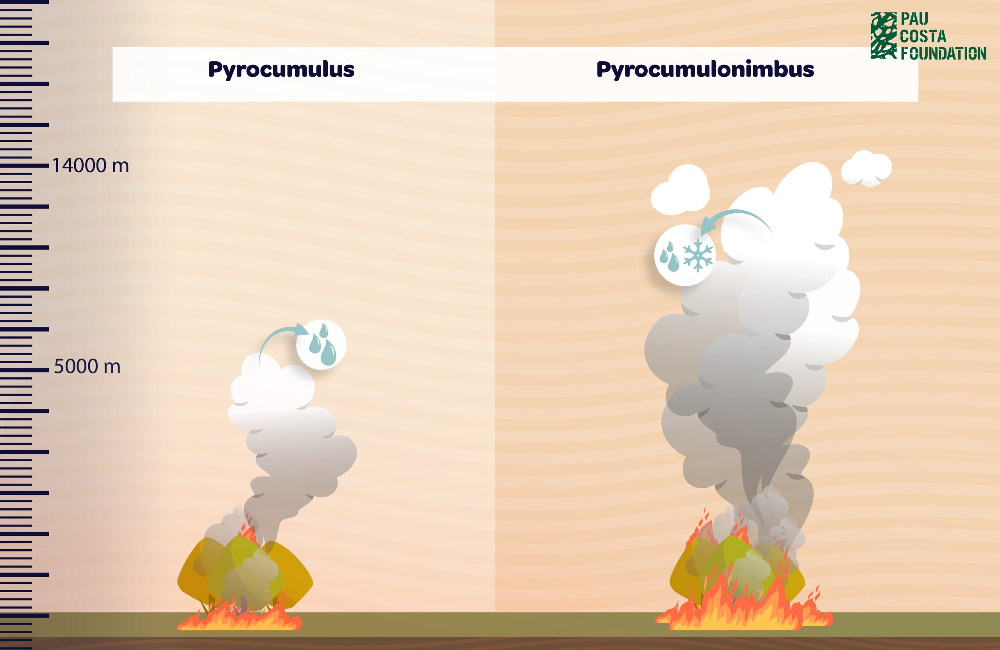 PAU
COSTA
FOUNDATION
Pyrocumulus
Pyrocumulonimbus
14000 m
5000 m